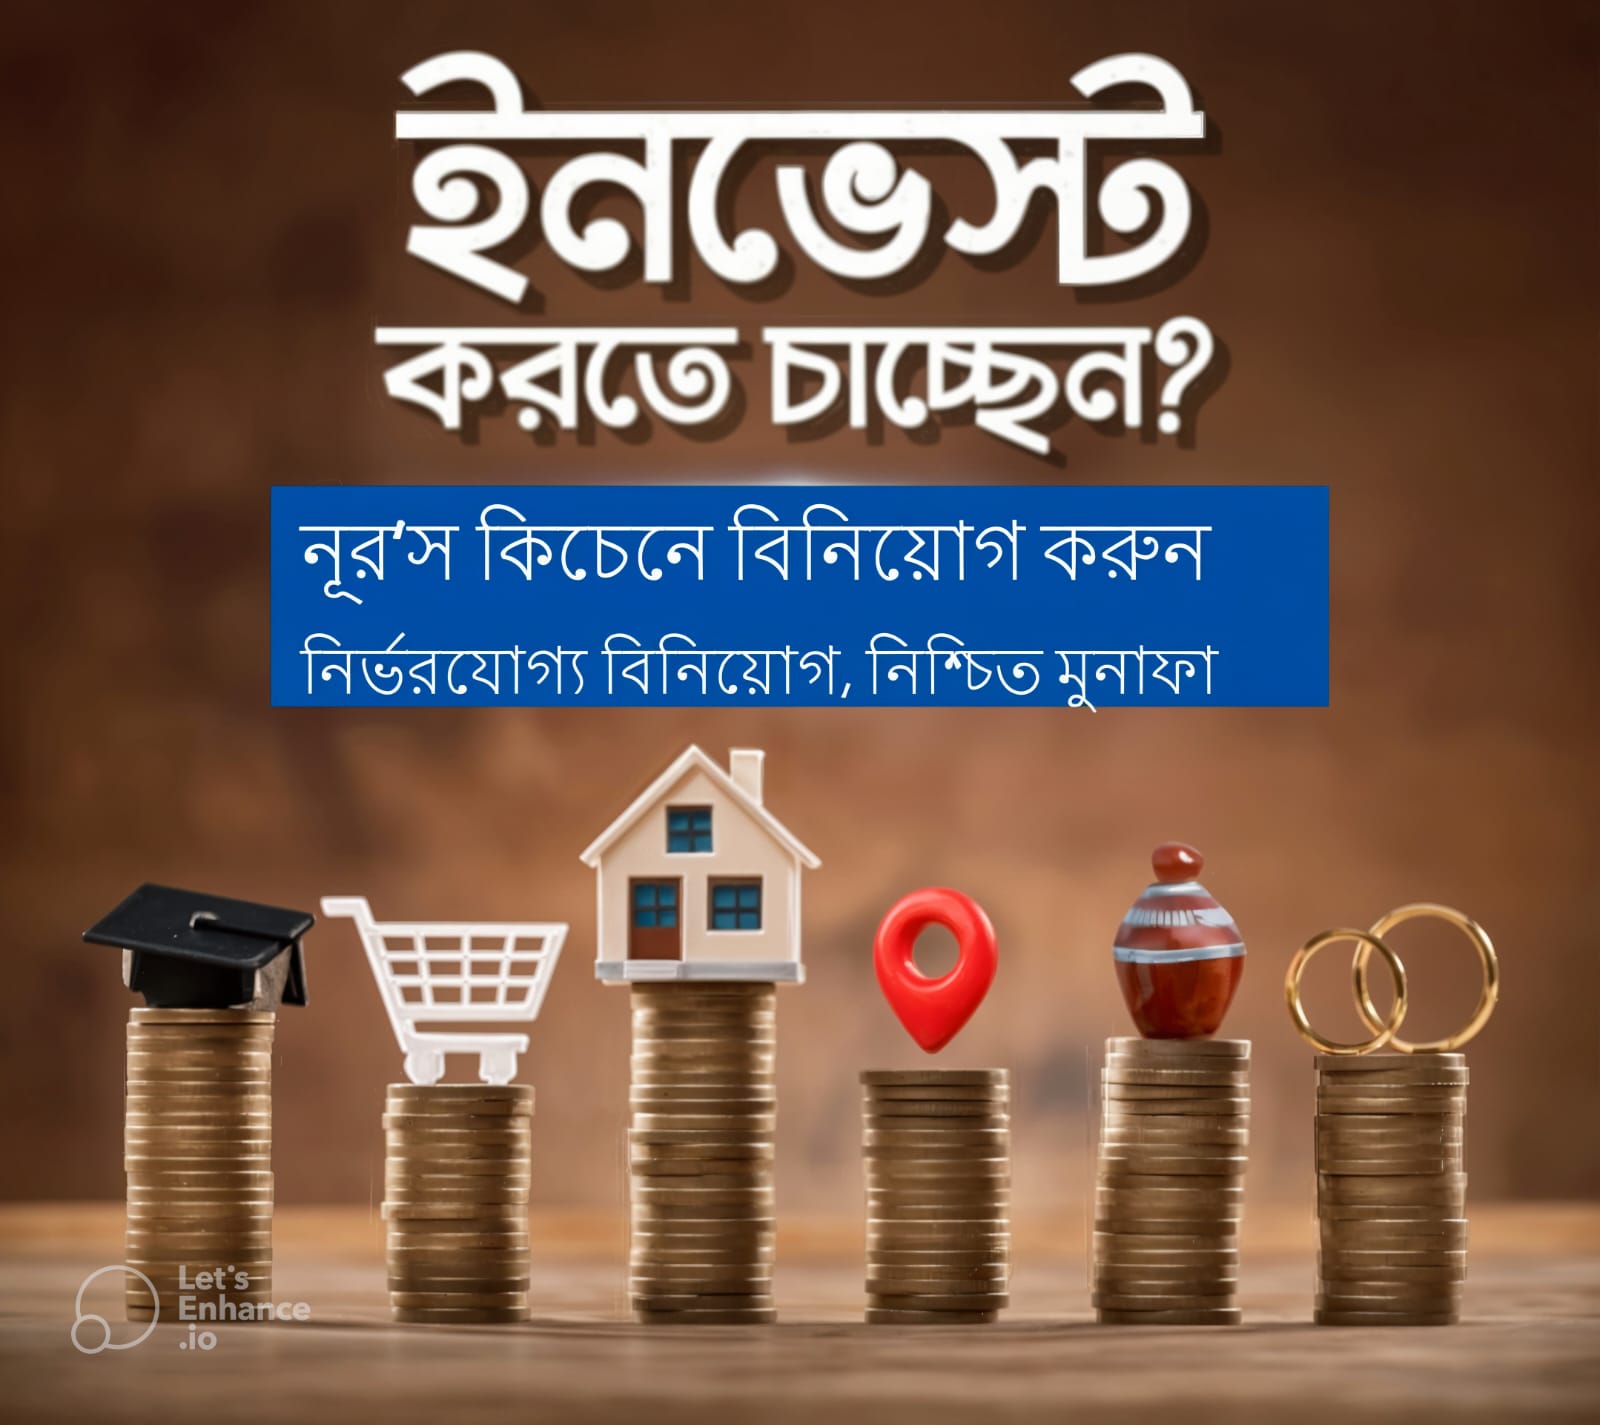 ইনভেস্ট
করতে চাচ্ছেন?
নূর'স কিচেনে বিনিয়োগ করুন
নির্ভরযোগ্য বিনিয়োগ, নিশ্চিত মুনাফা
Let's
Enhance
.io